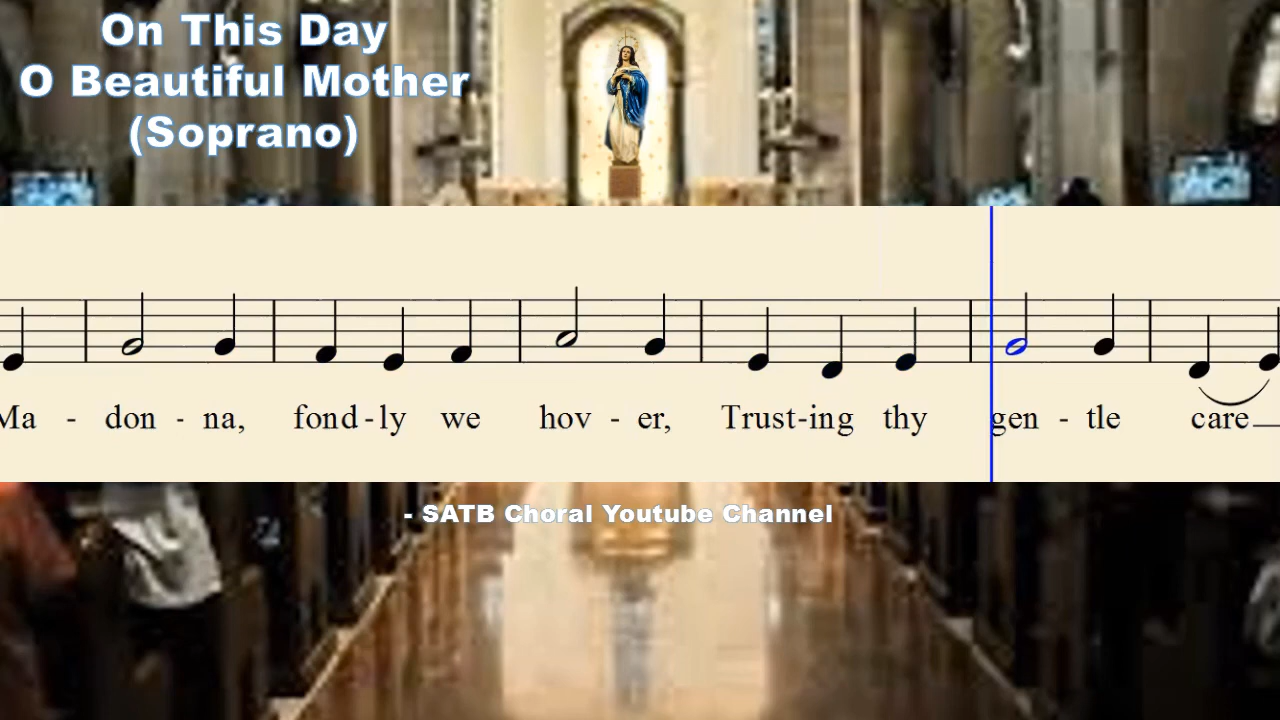 On This Day
O Beautiful Mother
(Soprano)
Ma - don - na, fond - ly we hov - er, Trust-ing thy gen - tle care
- SATB Choral Youtube Channel